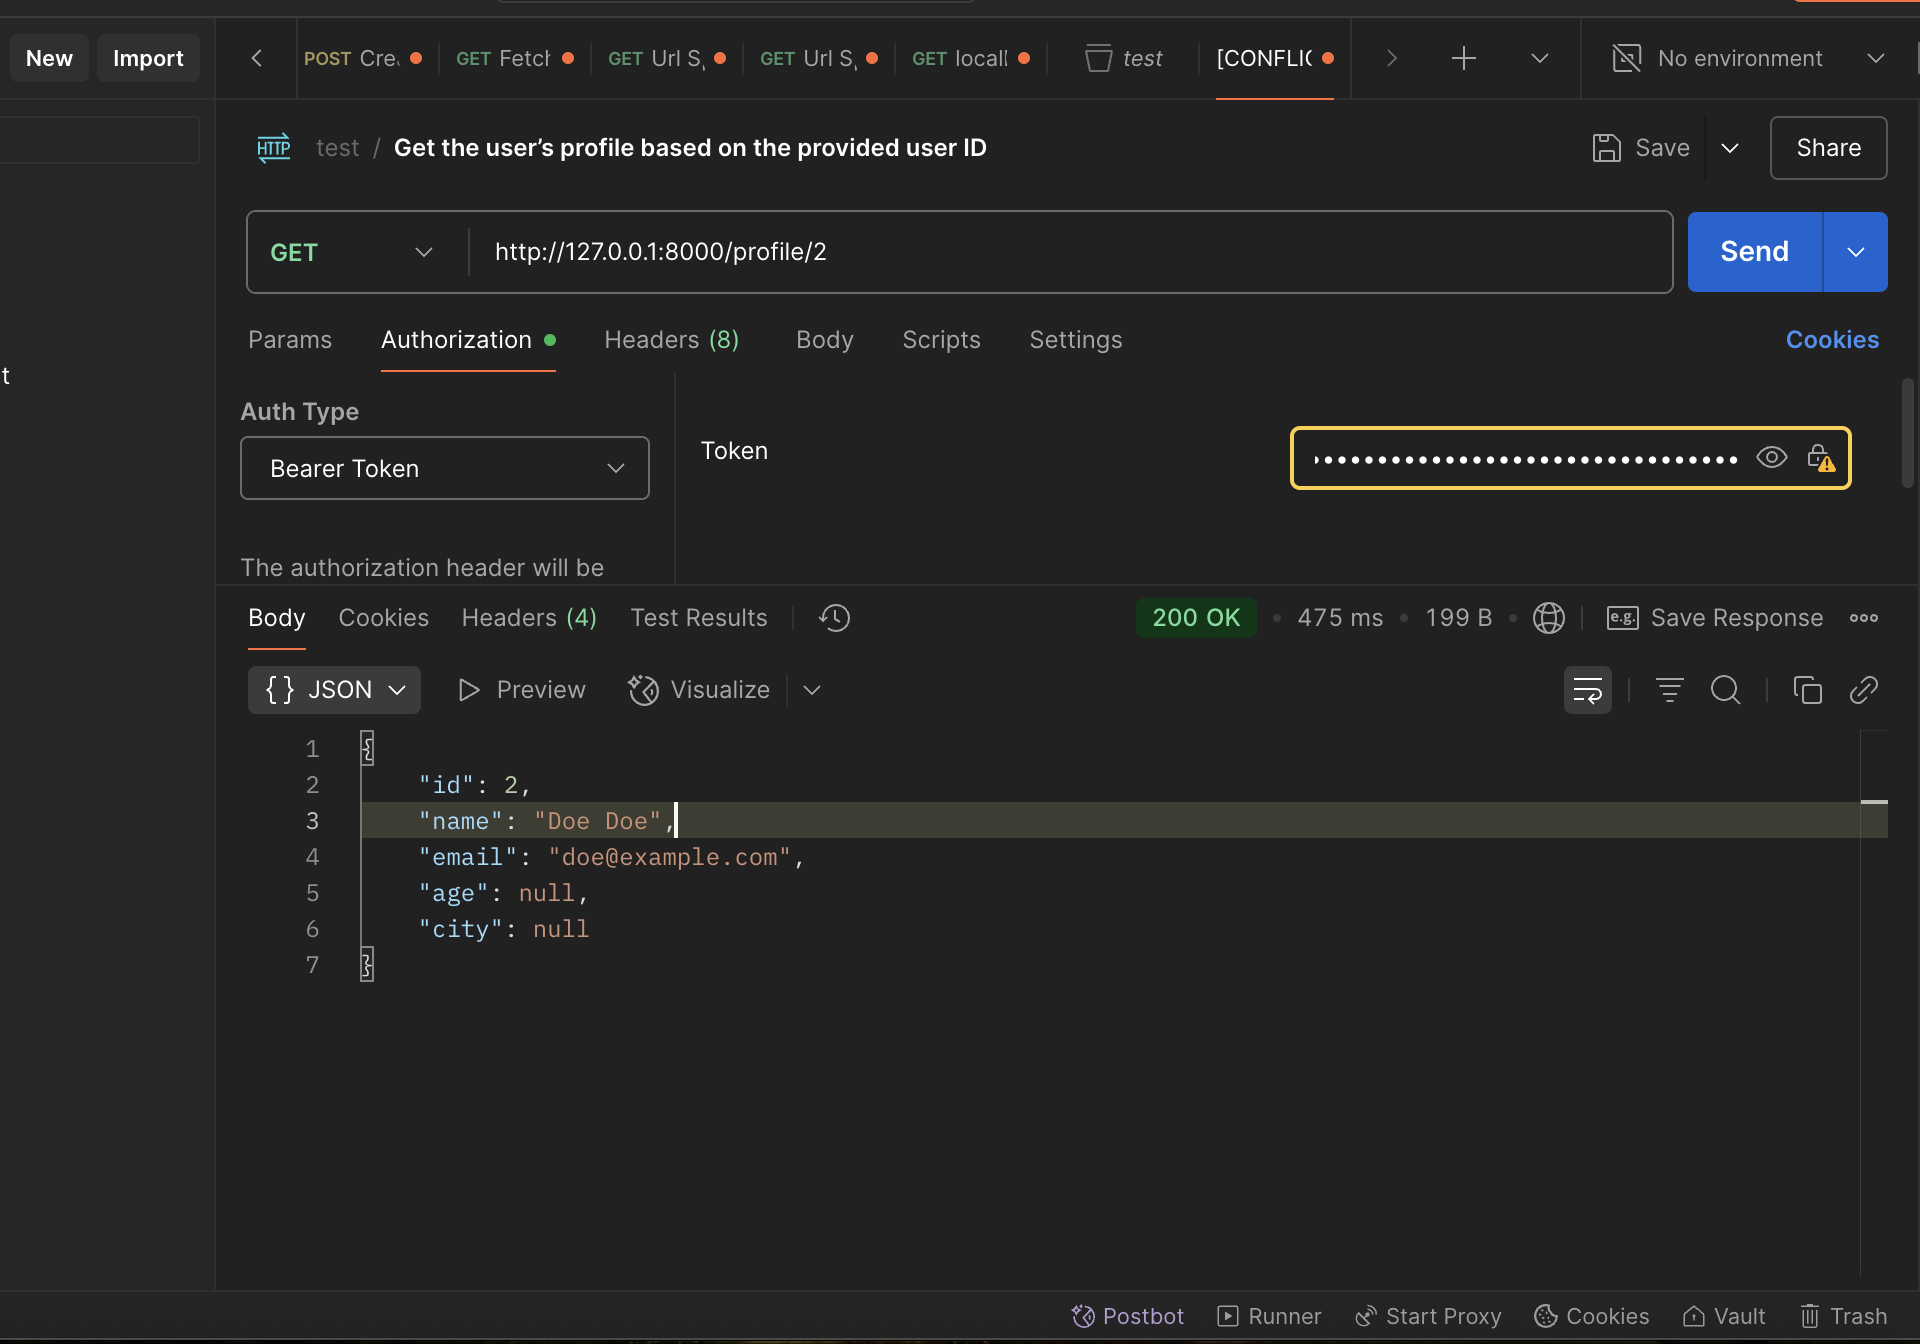 New Import POST Cre GET Fetch GET Url S GET Url S GET local test [CONFLIC No environment
HTTP test / Get the user’s profile based on the provided user ID Save Share
GET http://127.0.0.1:8000/profile/2 Send
Params Authorization Headers (8) Body Scripts Settings Cookies
t
Auth Type
Bearer Token
Token
The authorization header will be
Body Cookies Headers (4) Test Results 200 OK • 475 ms • 199 B • e.g. Save Response
{} JSON Preview Visualize
1 {
2 "id": 2,
3 "name": "Doe Doe",
4 "email": "doe@example.com",
5 "age": null,
6 "city": null
7 }
Postbot Runner Start Proxy Cookies Vault Trash